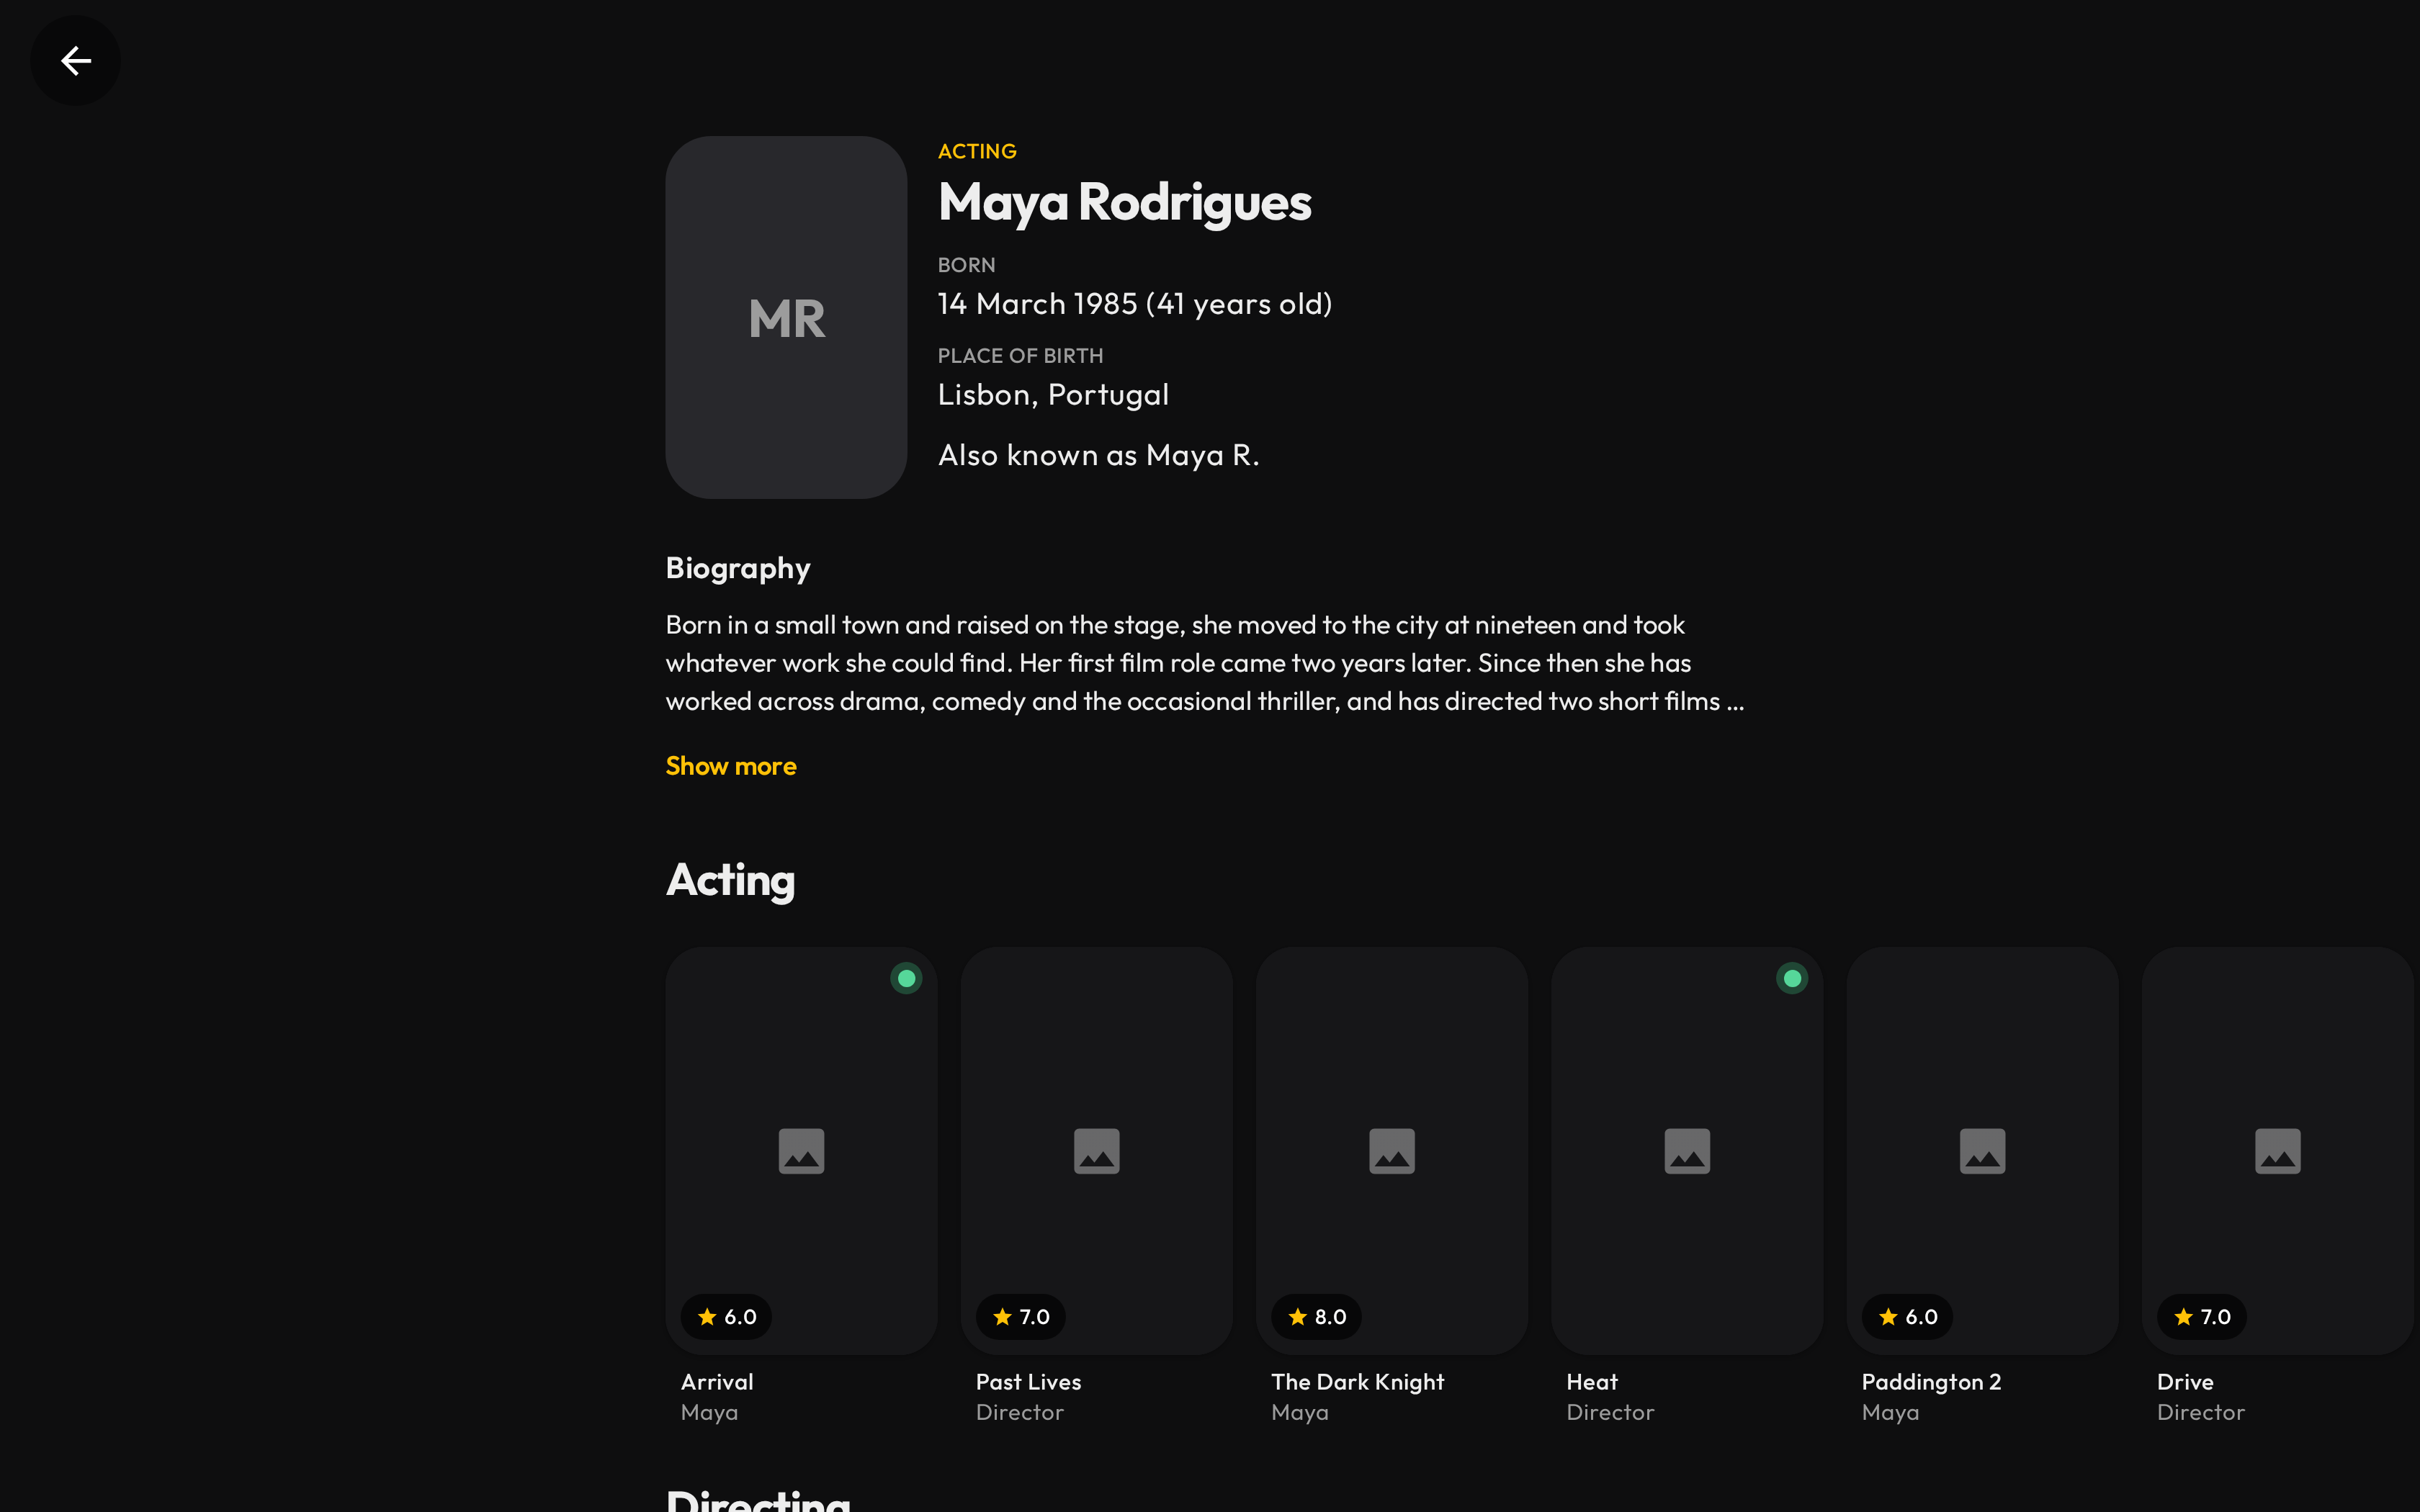 ACTING
Maya Rodrigues
BORN
14 March 1985 (41 years old)
PLACE OF BIRTH
Lisbon, Portugal
Also known as Maya R.
MR
Biography
Born in a small town and raised on the stage, she moved to the city at nineteen and took
whatever work she could find. Her first film role came two years later. Since then she has
worked across drama, comedy and the occasional thriller, and has directed two short films ...
Show more
Acting
6.0
7.0
8.0
6.0
7.0
Arrival
Maya
Past Lives
Director
The Dark Knight
Maya
Heat
Director
Paddington 2
Maya
Drive
Director
Directing